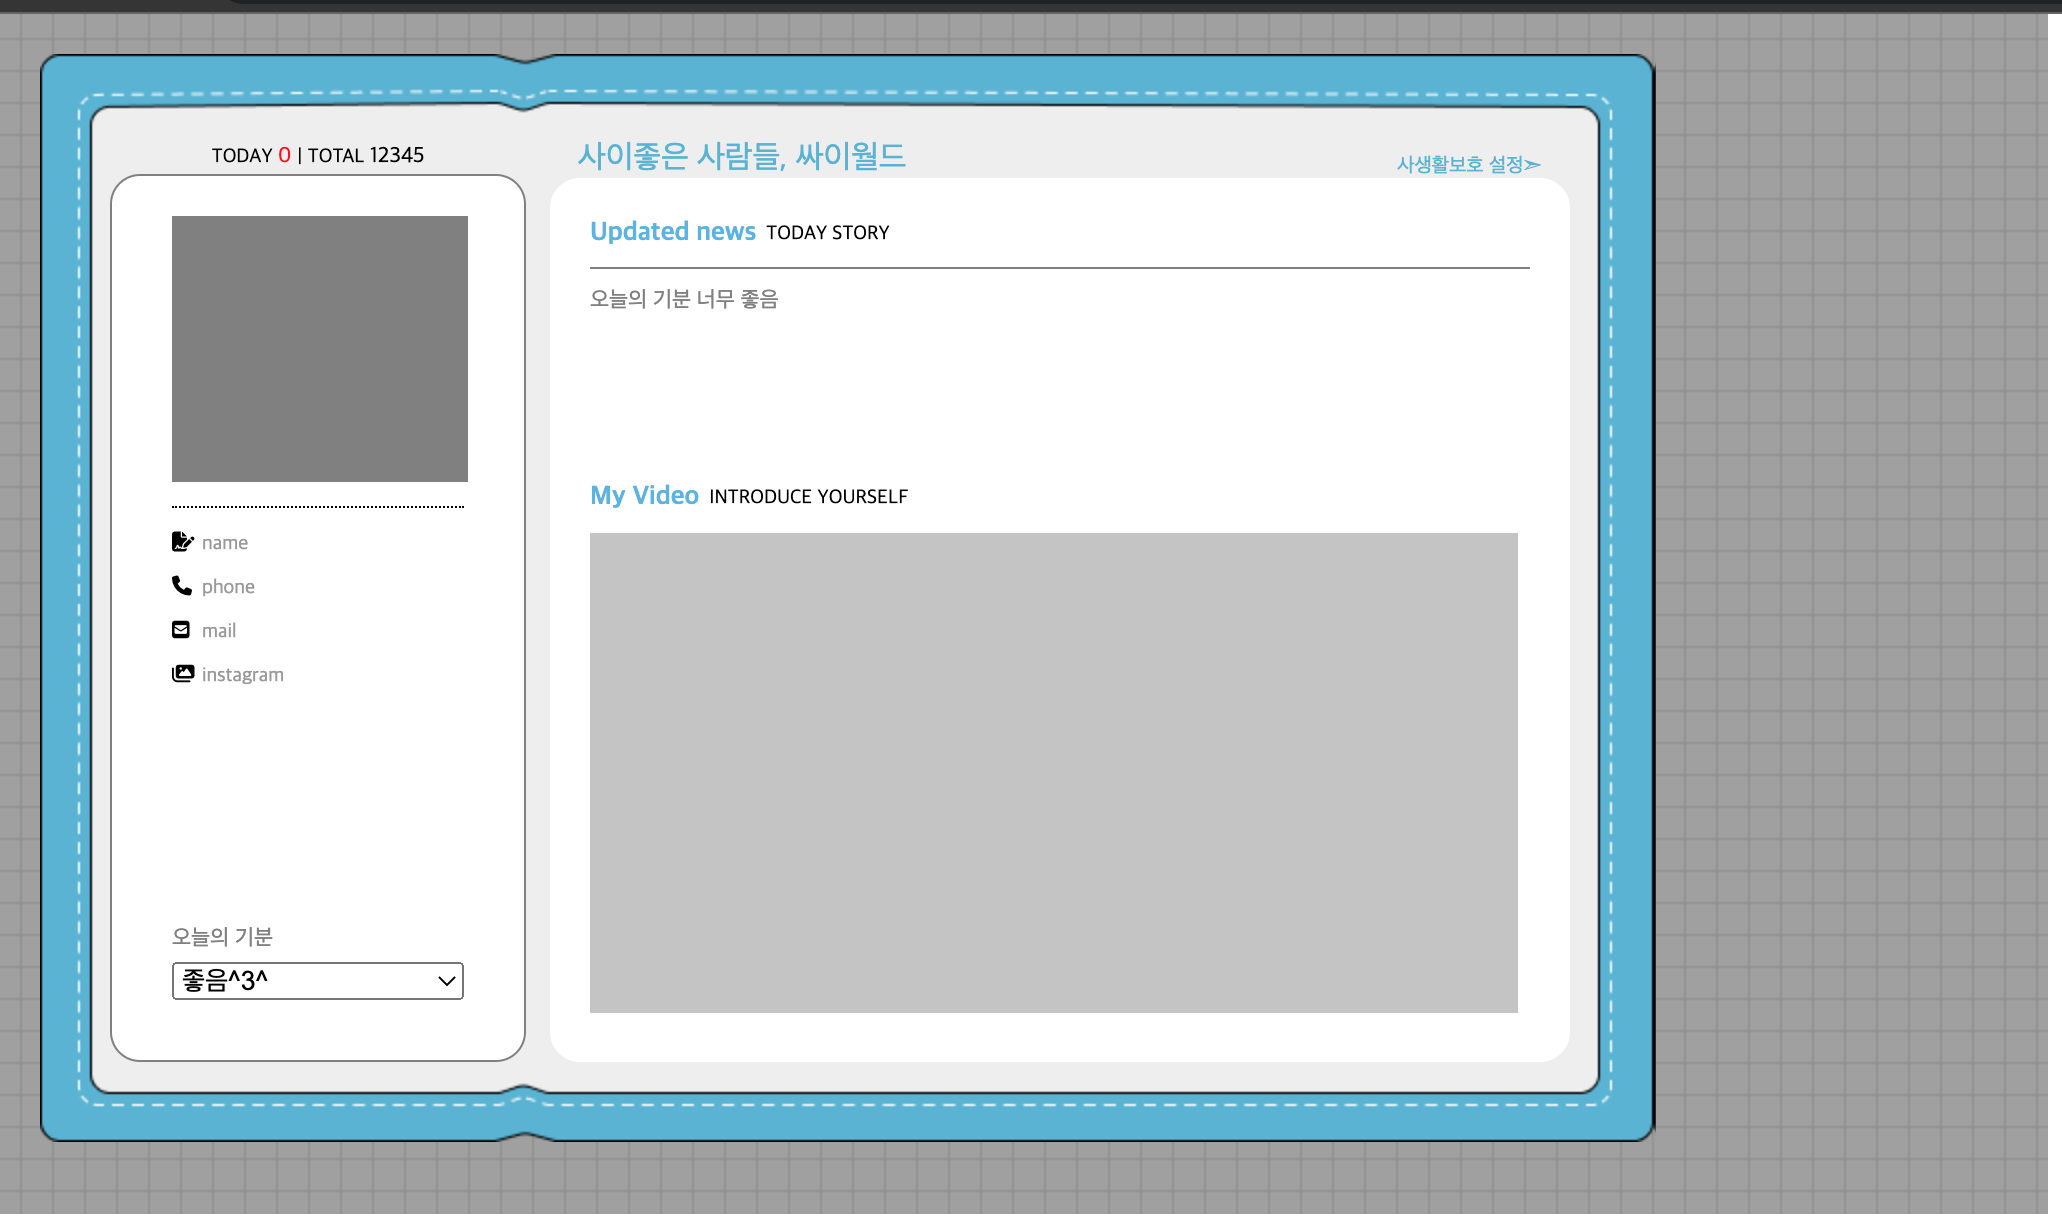 TODAY 0 | TOTAL 12345
사이좋은 사람들, 싸이월드
사생활보호 설정➣
name
phone
mail
instagram
오늘의 기분
좋음^3^
Updated news TODAY STORY
오늘의 기분 너무 좋음
My Video INTRODUCE YOURSELF